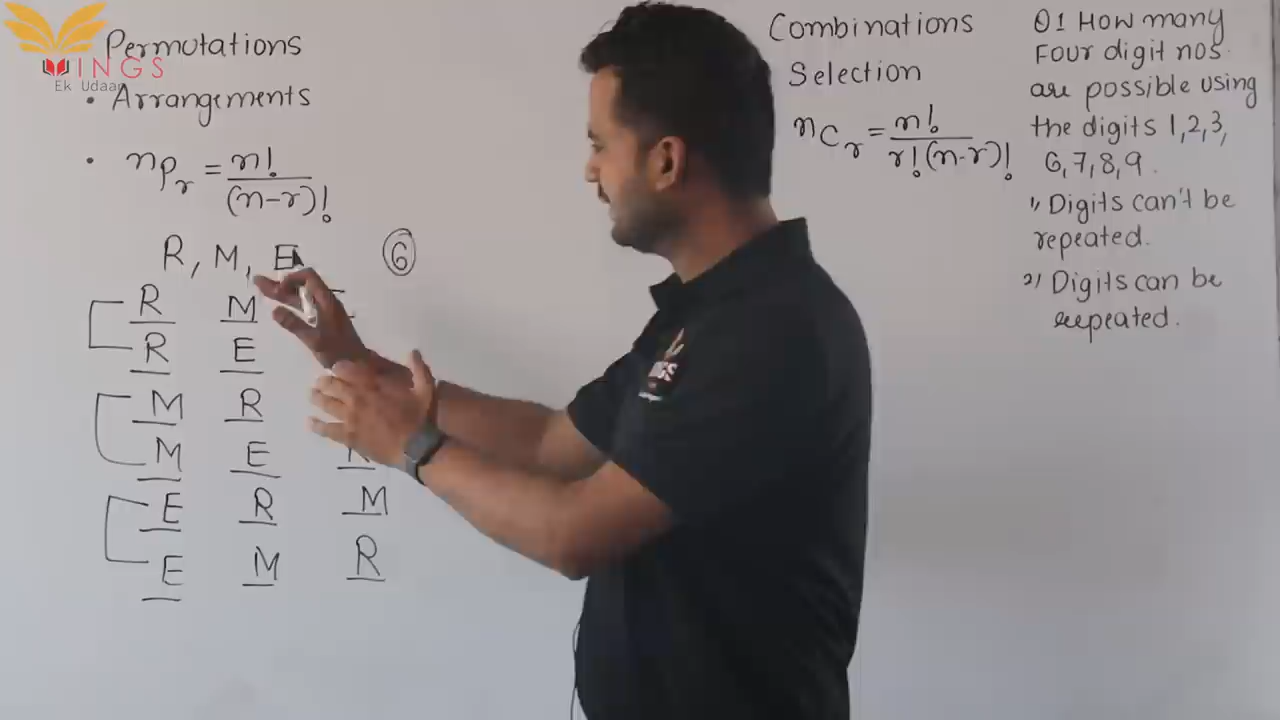 Permutations
WINGS
Ek Udaan
• Arrangements
• nPr = n! / (n-r)!
R, M, E 6
R M
R E
M R
M E R
E R M
E M R
Combinations
Selection
nCr = n! / r!(n-r)!
Q1 How many
Four digit nos.
are possible using
the digits 1,2,3,
6,7,8,9.
1) Digits can't be
repeated.
2) Digits can be
repeated.